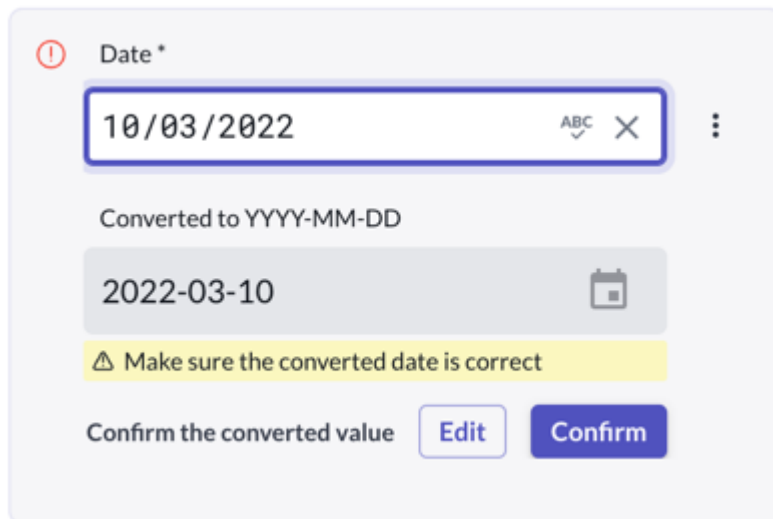 Date *
10/03/2022 ABC
Converted to YYYY-MM-DD
2022-03-10
Make sure the converted date is correct
Confirm the converted value Edit Confirm